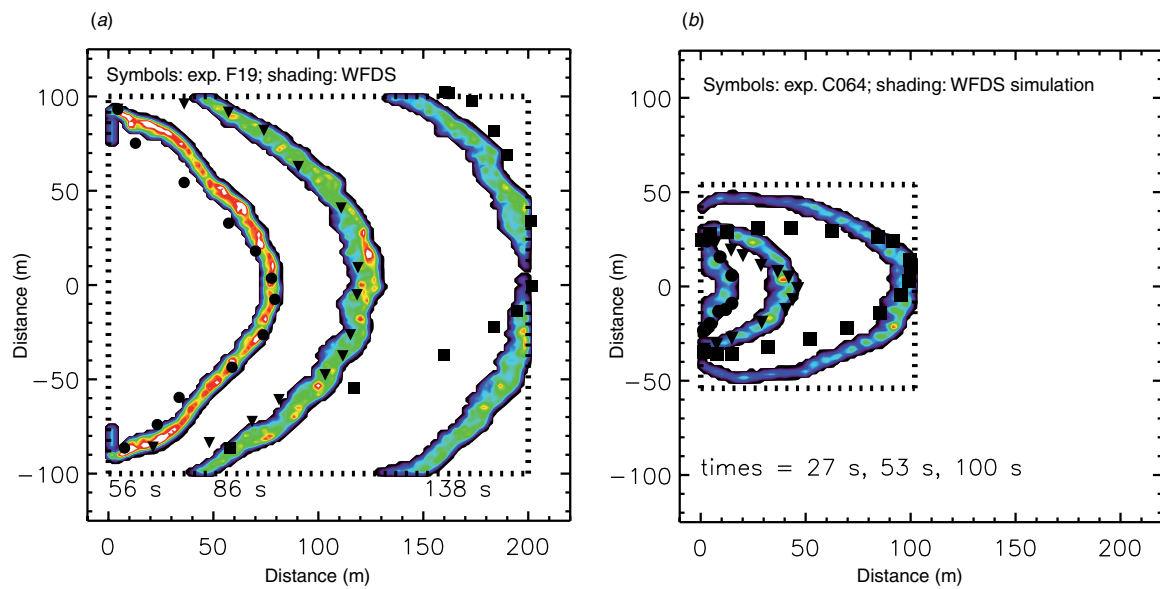 (a)
Symbols: exp. F19; shading: WFDS
100
50
0
−50
−100
Distance (m)
56 s 86 s 138 s
0 50 100 150 200
Distance (m)
(b)
Symbols: exp. C064; shading: WFDS simulation
100
50
0
−50
−100
Distance (m)
times = 27 s, 53 s, 100 s
0 50 100 150 200
Distance (m)